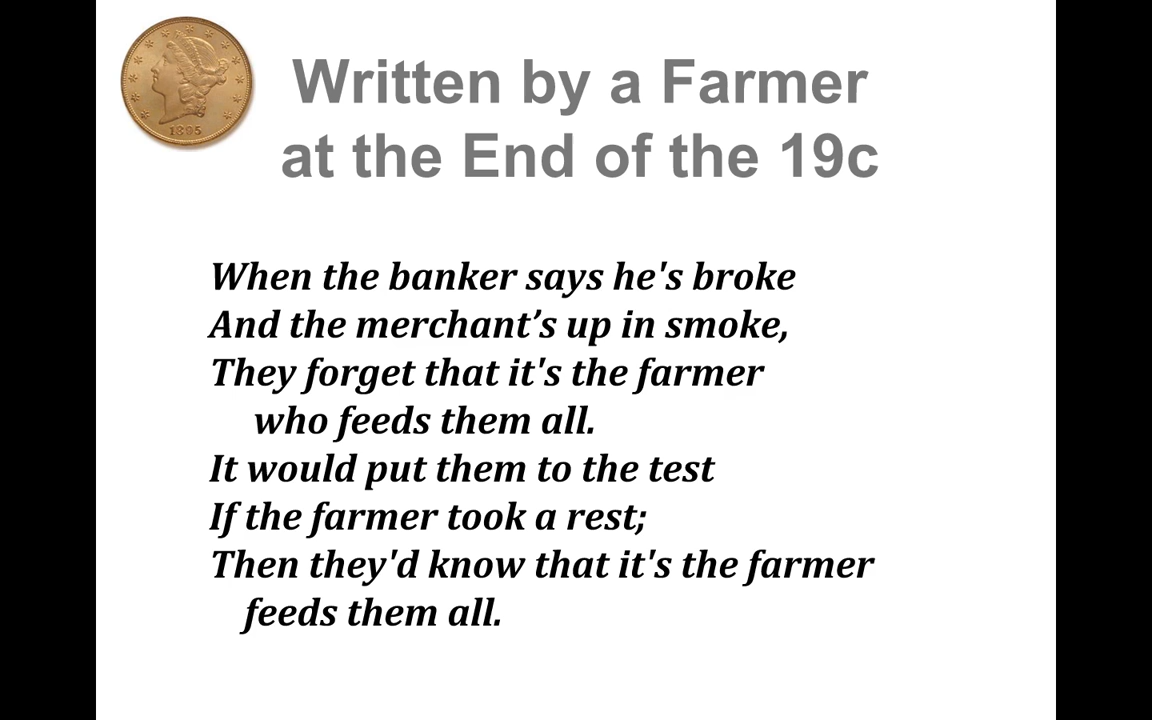 1895
Written by a Farmer
at the End of the 19c
When the banker says he's broke
And the merchant’s up in smoke,
They forget that it's the farmer
who feeds them all.
It would put them to the test
If the farmer took a rest;
Then they'd know that it's the farmer
feeds them all.